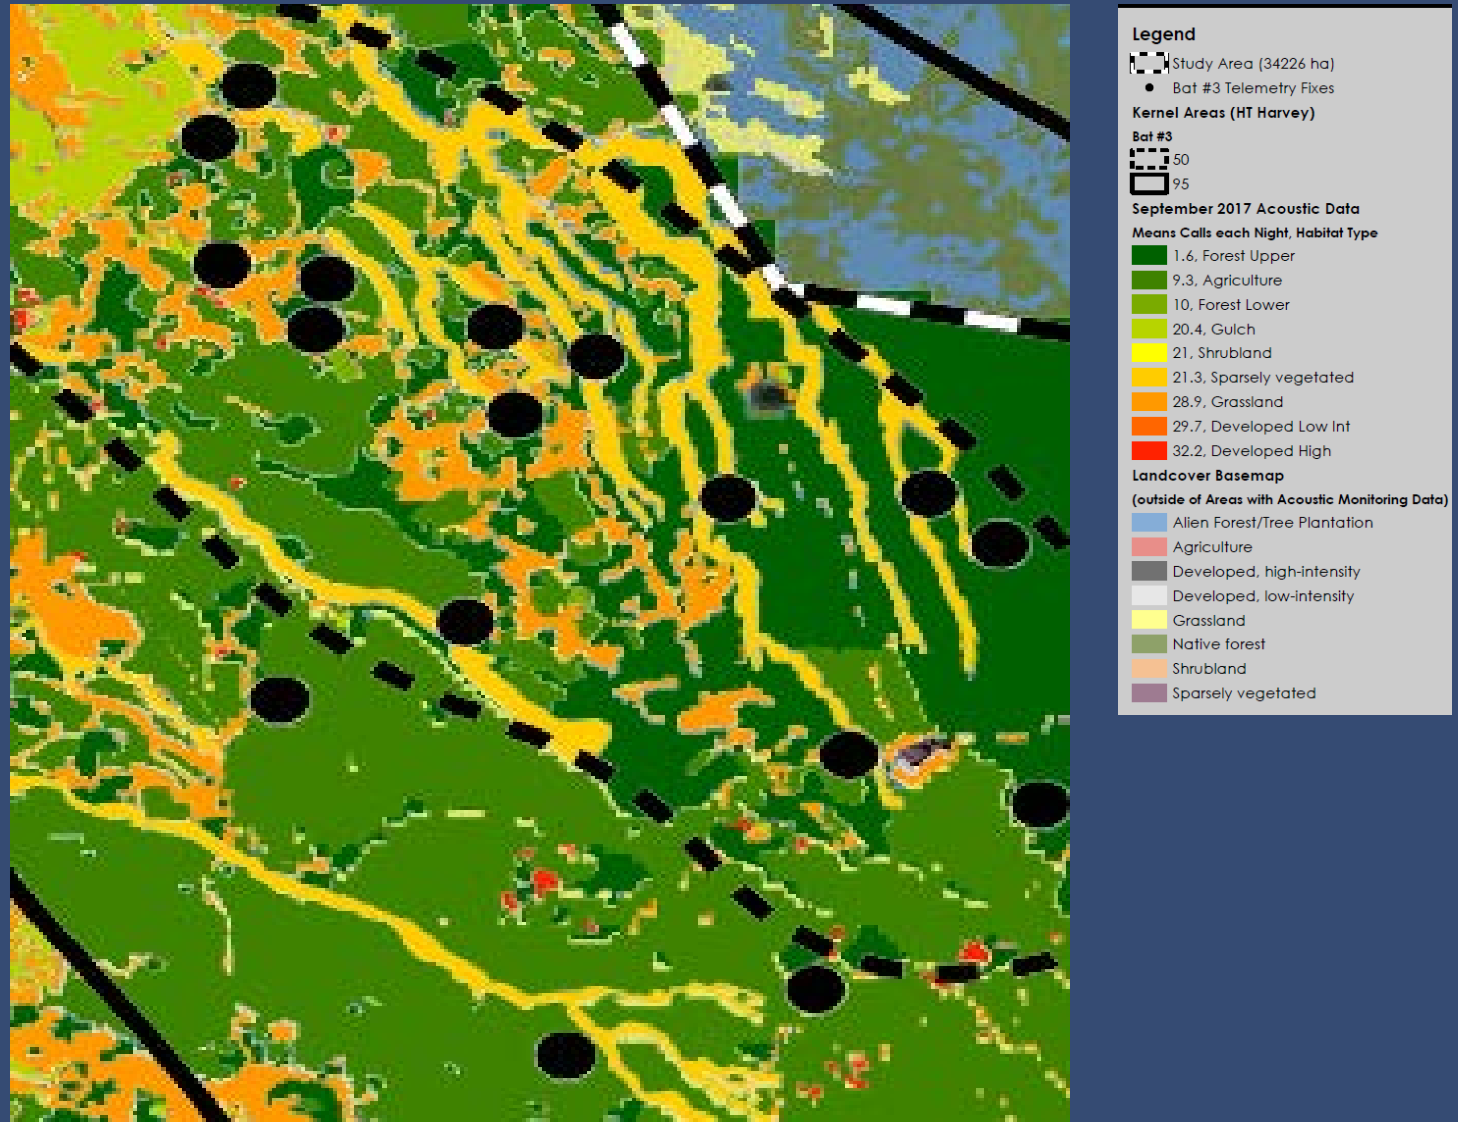 Legend
Study Area (34226 ha)
Bat #3 Telemetry Fixes
Kernel Areas (HT Harvey)
Bat #3
50
95
September 2017 Acoustic Data
Means Calls each Night, Habitat Type
1.6, Forest Upper
9.3, Agriculture
10, Forest Lower
20.4, Gulch
21, Shrubland
21.3, Sparsely vegetated
28.9, Grassland
29.7, Developed Low Int
32.2, Developed High
Landcover Basemap
(outside of Areas with Acoustic Monitoring Data)
Alien Forest/Tree Plantation
Agriculture
Developed, high-intensity
Developed, low-intensity
Grassland
Native forest
Shrubland
Sparsely vegetated